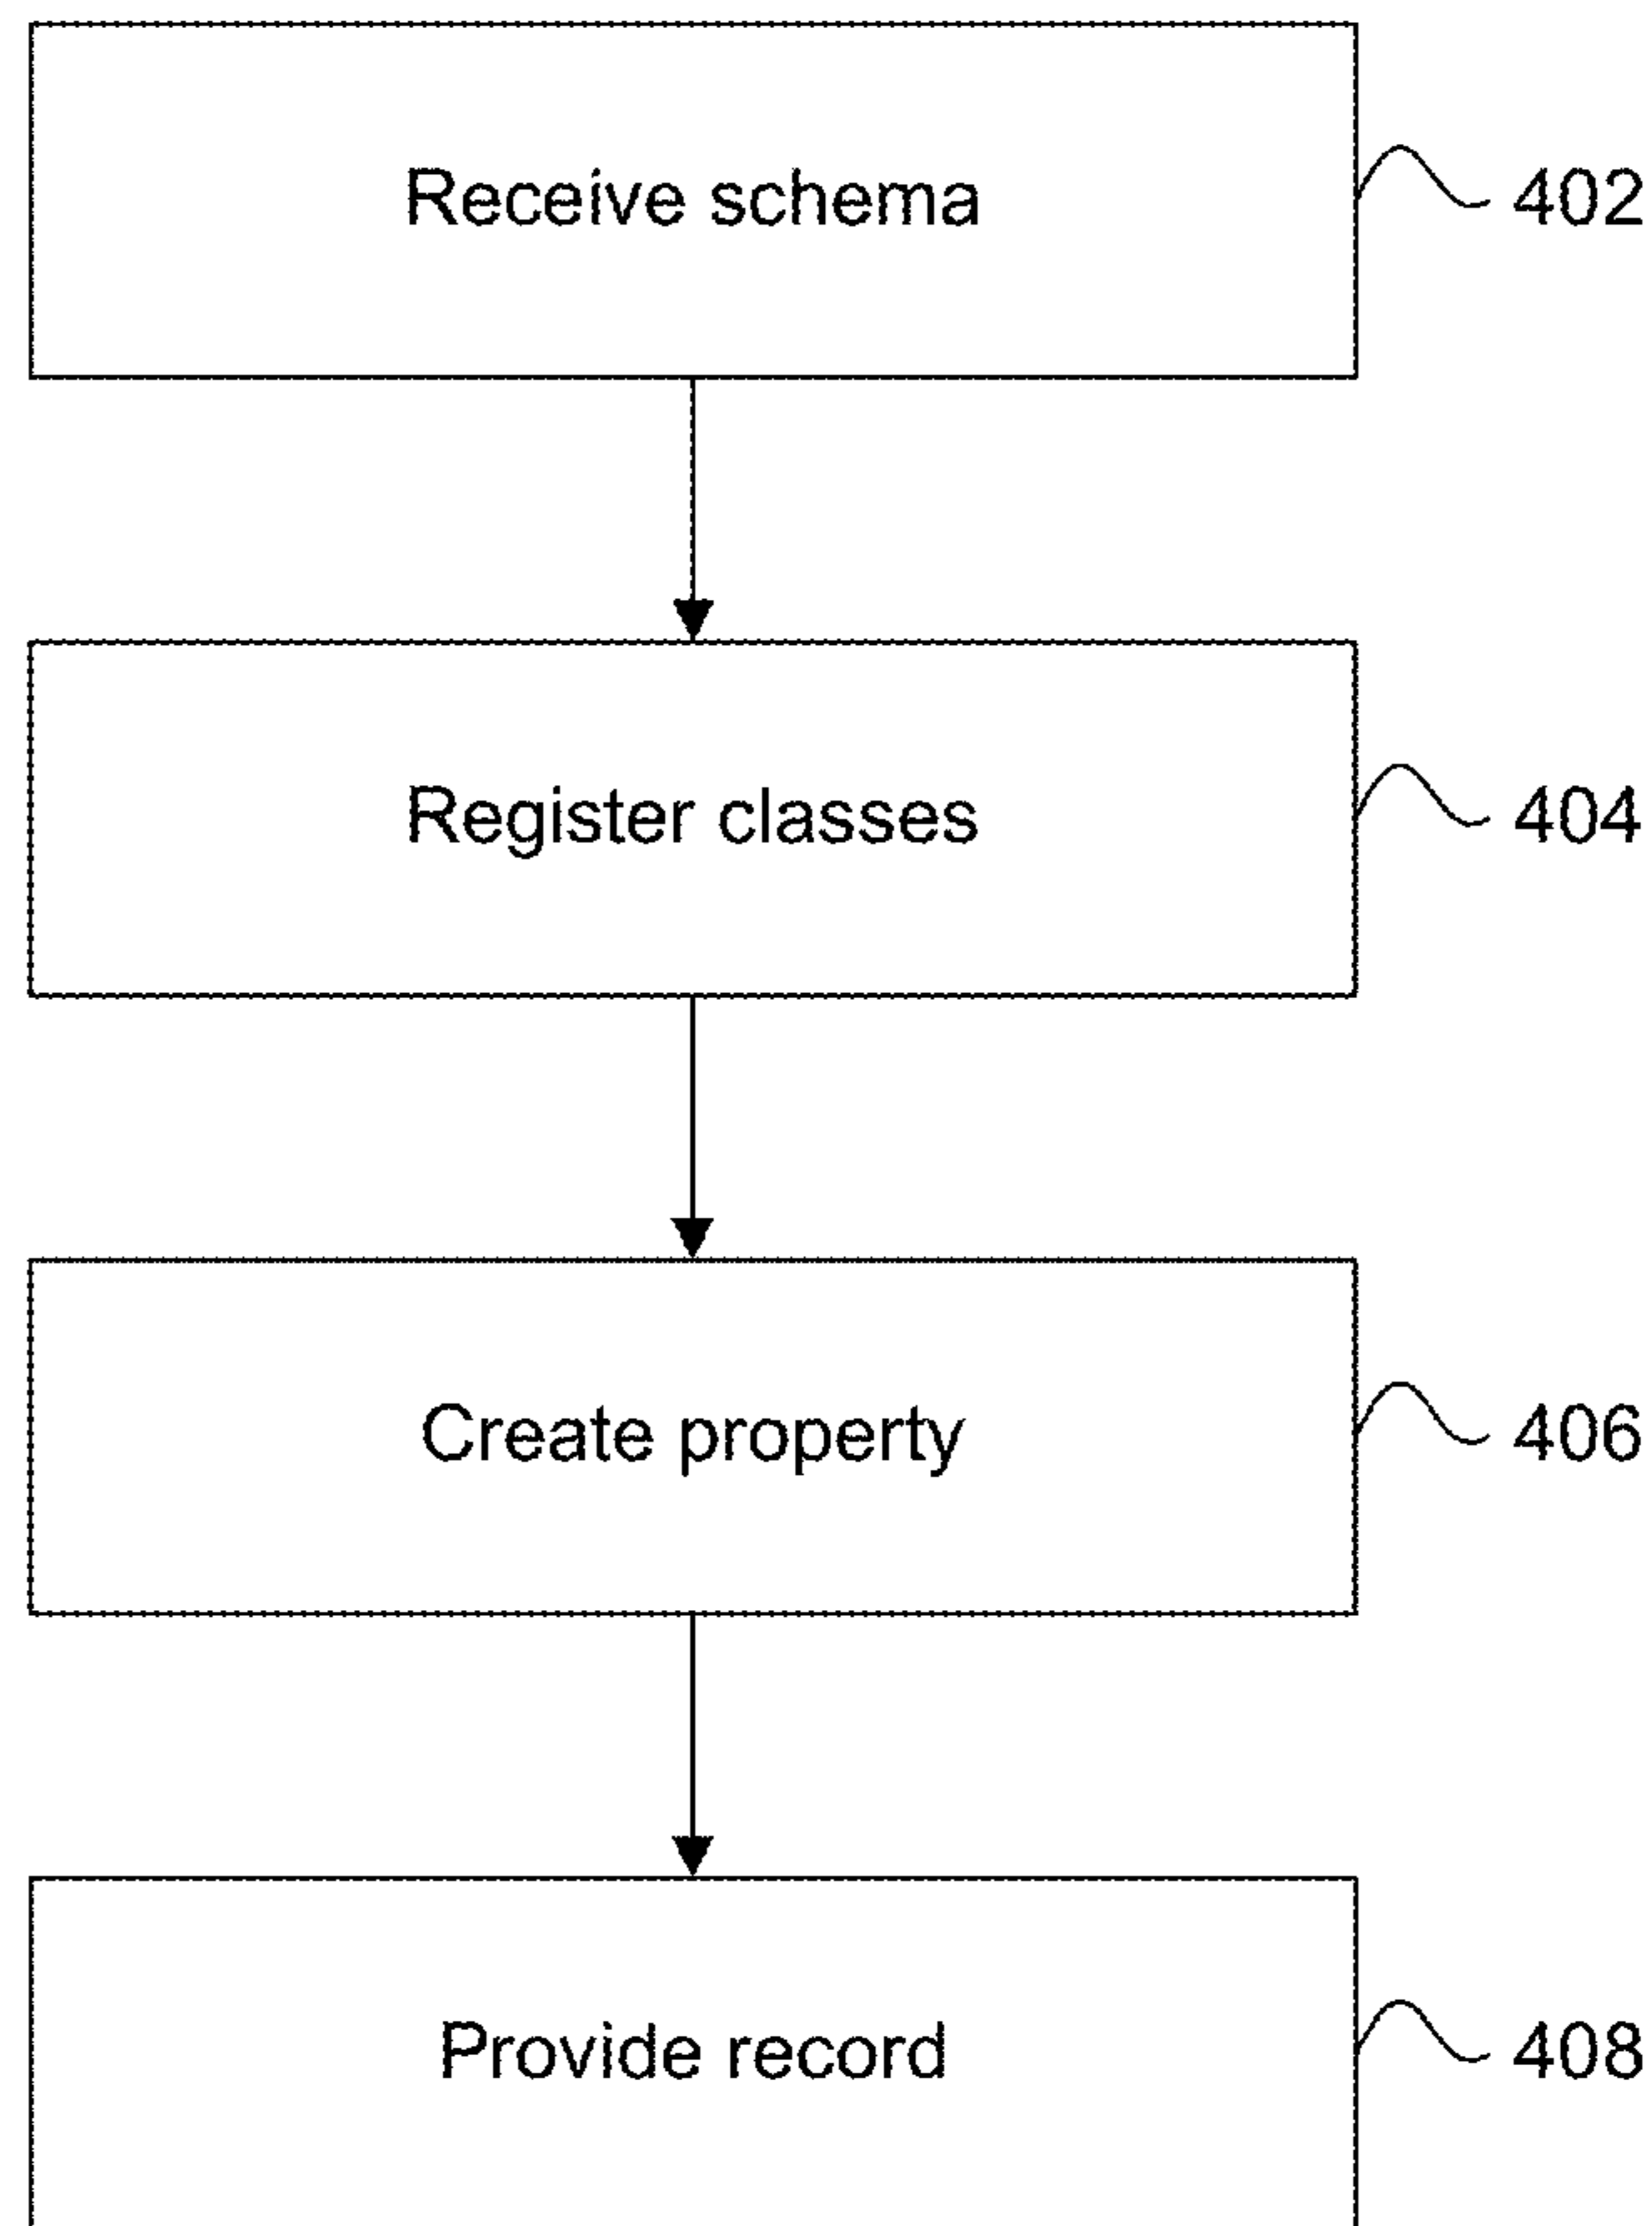 Receive schema 402
Register classes 404
Create property 406
Provide record 408